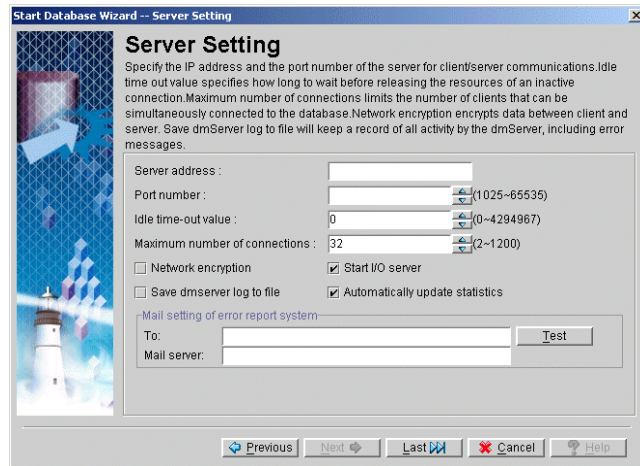 Start Database Wizard -- Server Setting
Server Setting
Specify the IP address and the port number of the server for client/server communications.Idle
time out value specifies how long to wait before releasing the resources of an inactive
connection.Maximum number of connections limits the number of clients that can be
simultaneously connected to the database.Network encryption encrypts data between client and
server. Save dmServer log to file will keep a record of all activity by the dmServer, including error
messages.
Server address :
Port number : (1025~65535)
Idle time-out value : 0 (0~4294967)
Maximum number of connections : 32 (2~1200)
Network encryption Start I/O server
Save dmserver log to file Automatically update statistics
Mail setting of error report system
To: Test
Mail server:
Previous Next Last Cancel Help